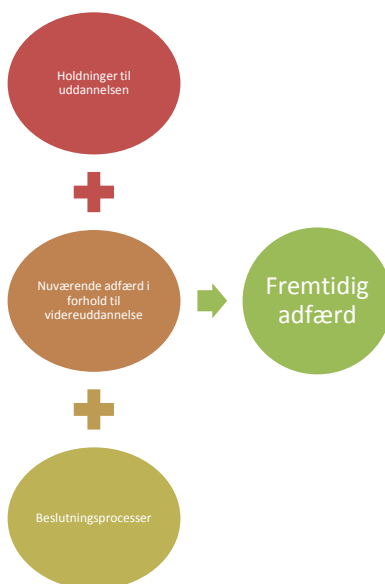 Holdninger til
uddannelsen
Nuværende adfærd i
forhold til
videreuddannelse
Fremtidig
adfærd
Beslutningsprocesser